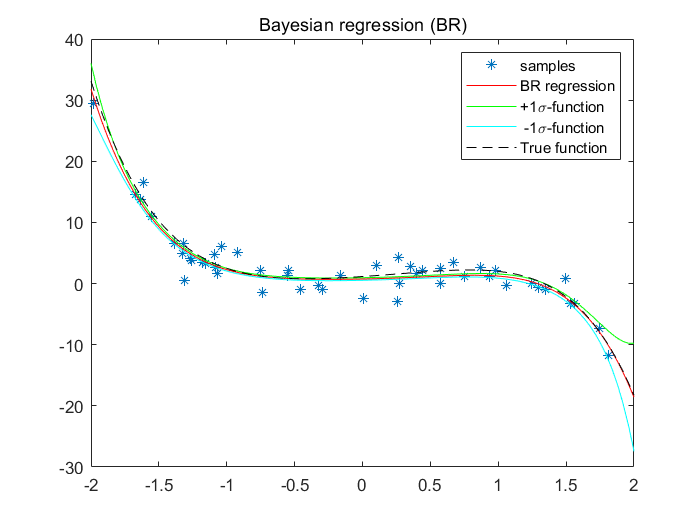 Bayesian regression (BR)
40
30
20
10
0
-10
-20
-30
-2
-1.5
-1
-0.5
0
0.5
1
1.5
2
samples
BR regression
+1σ-function
-1σ-function
True function